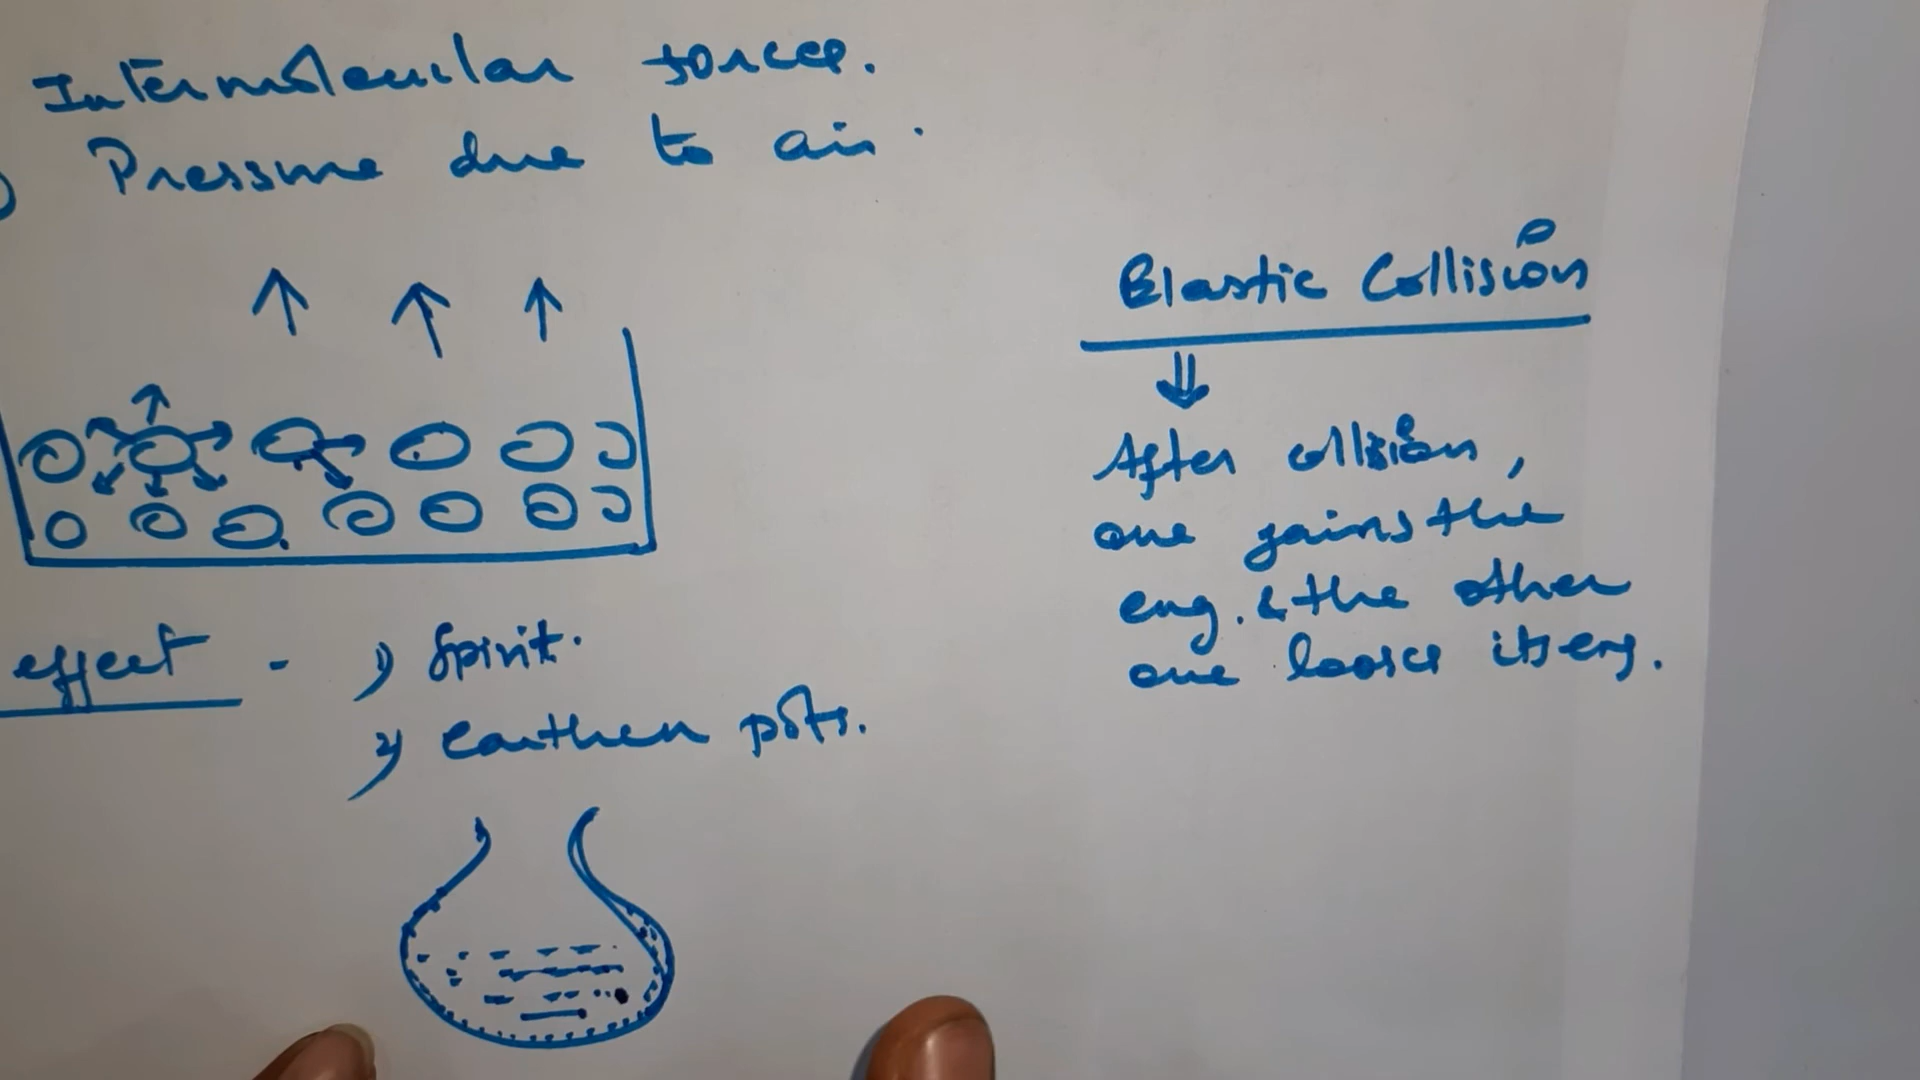 Intermolecular forces.
) Pressure due to air.
Elastic Collision
After collision,
one gains the
eng. & the other
one looses its eng.
effect - 1) Spirit.
2) Earthen pots.